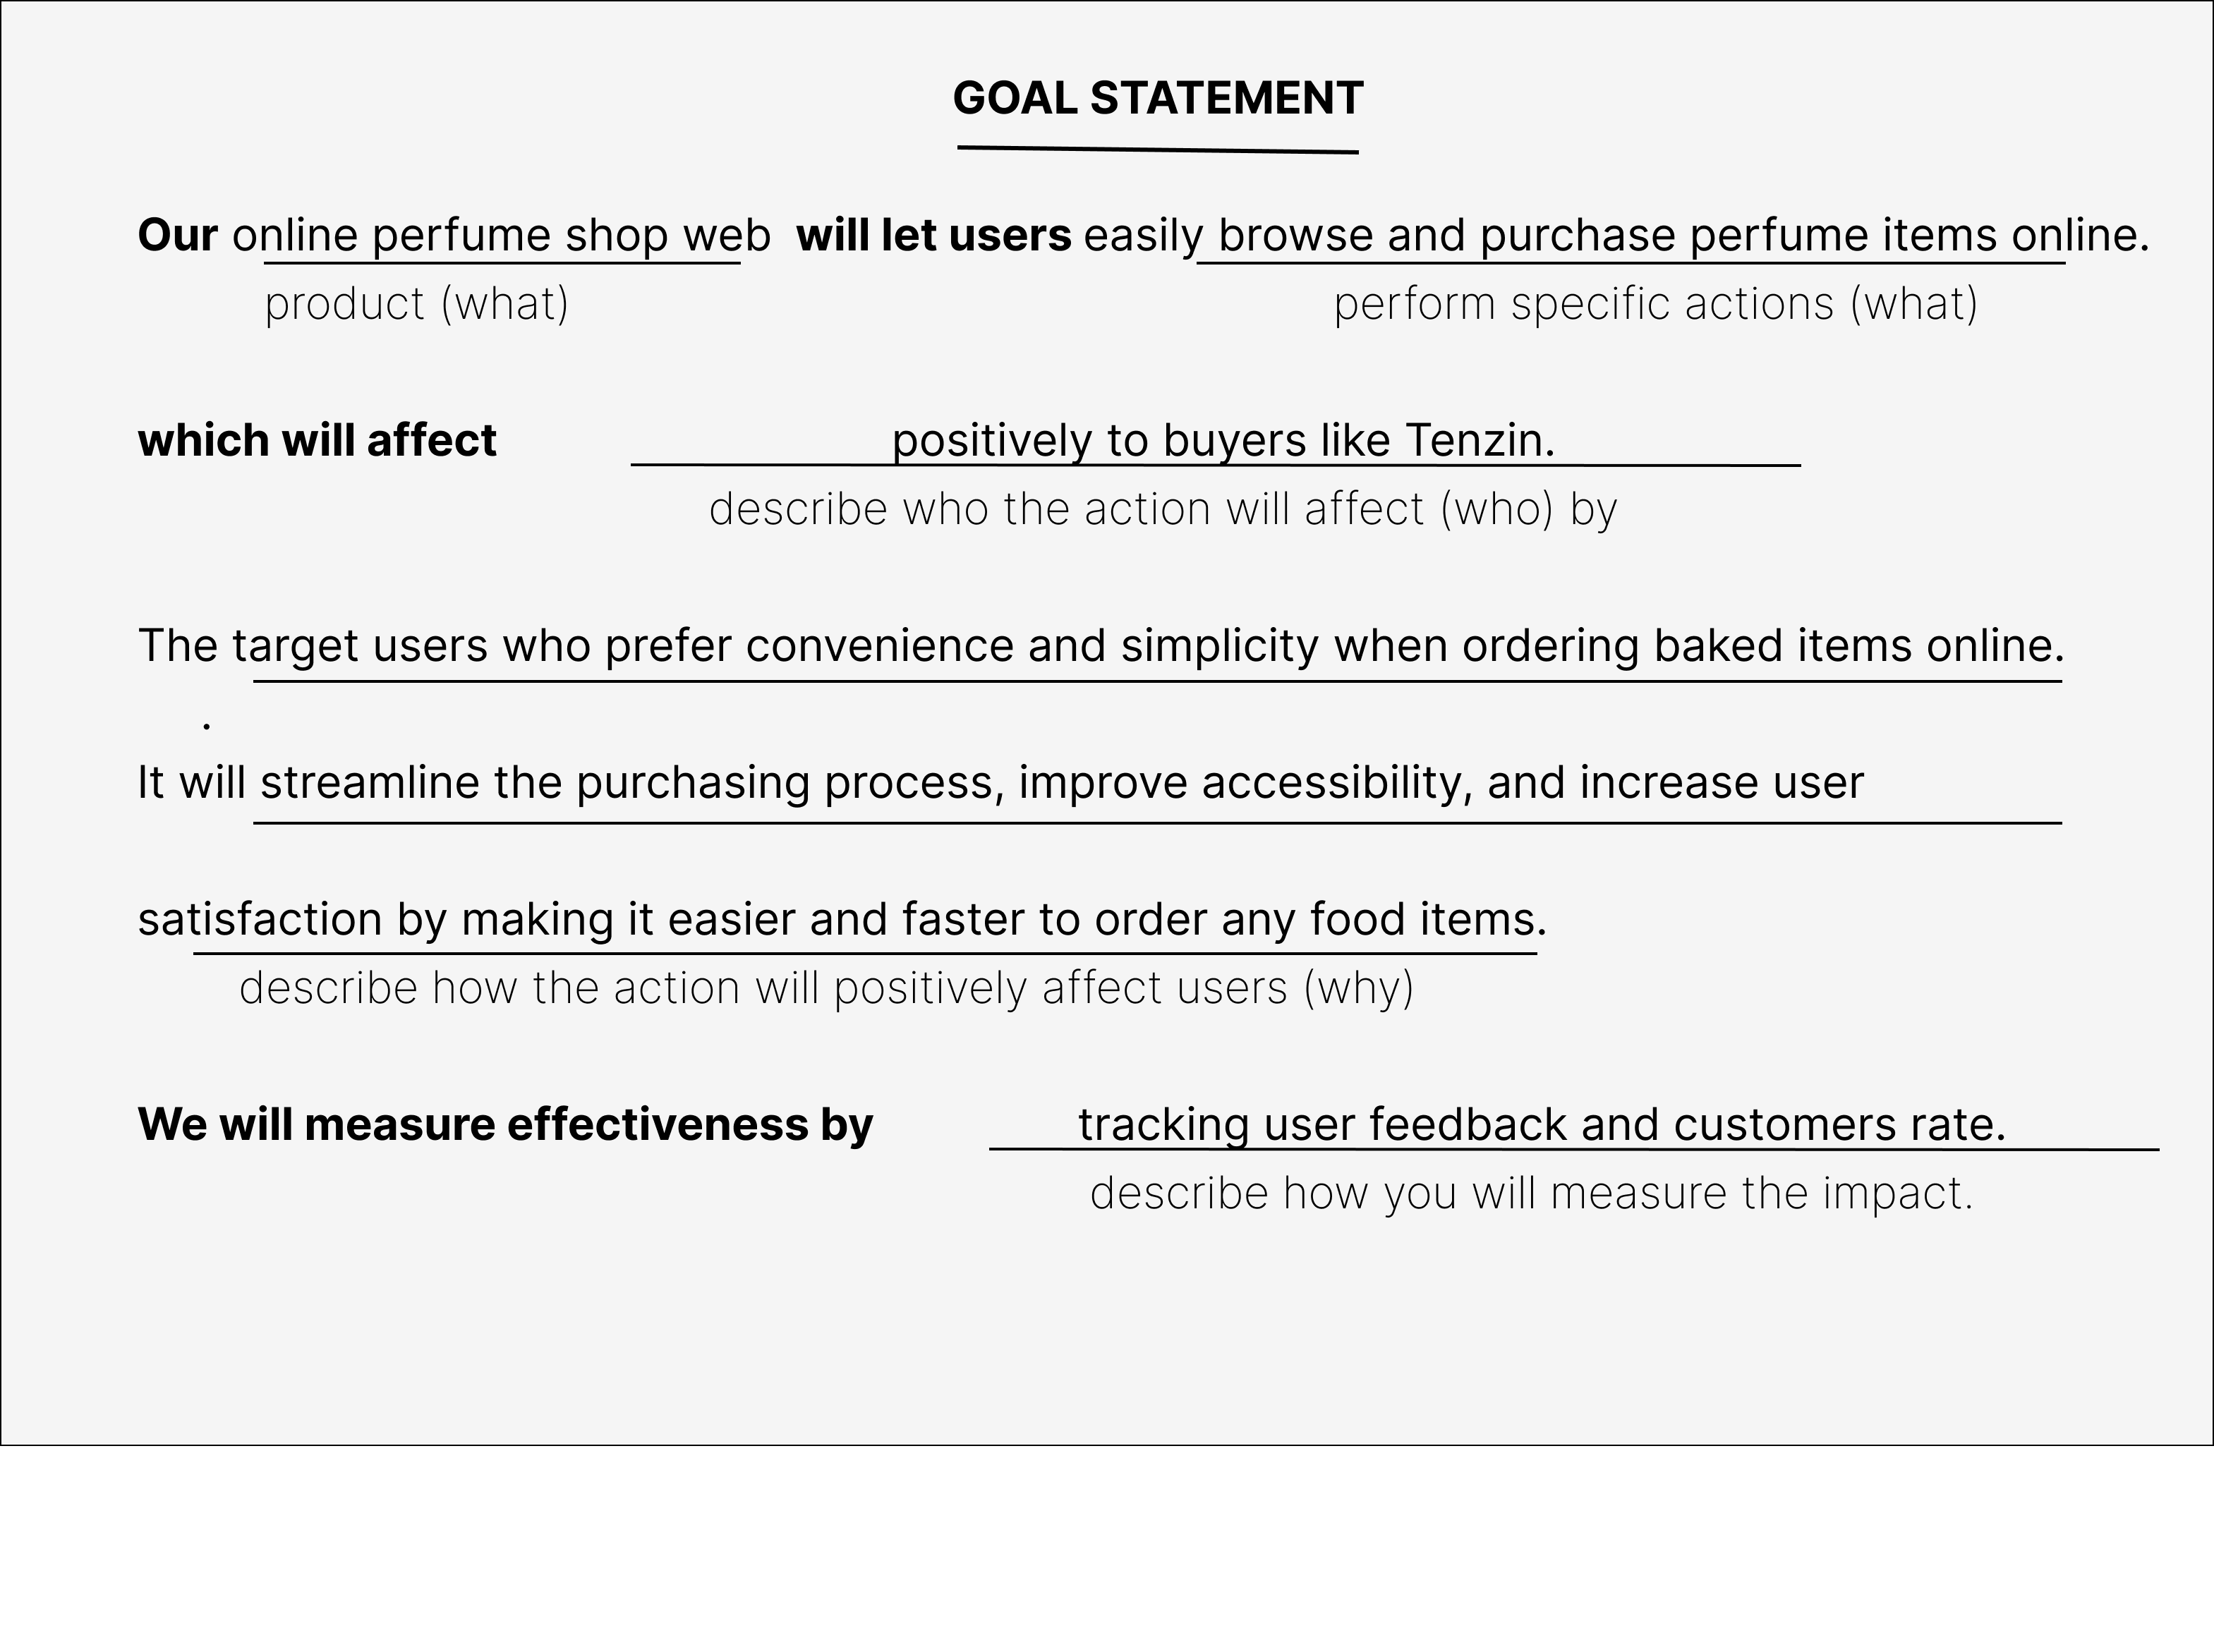 GOAL STATEMENT
Our online perfume shop web will let users easily browse and purchase perfume items online.
product (what) perform specific actions (what)
which will affect positively to buyers like Tenzin.
describe who the action will affect (who) by
The target users who prefer convenience and simplicity when ordering baked items online.
.
It will streamline the purchasing process, improve accessibility, and increase user
satisfaction by making it easier and faster to order any food items.
describe how the action will positively affect users (why)
We will measure effectiveness by tracking user feedback and customers rate.
describe how you will measure the impact.